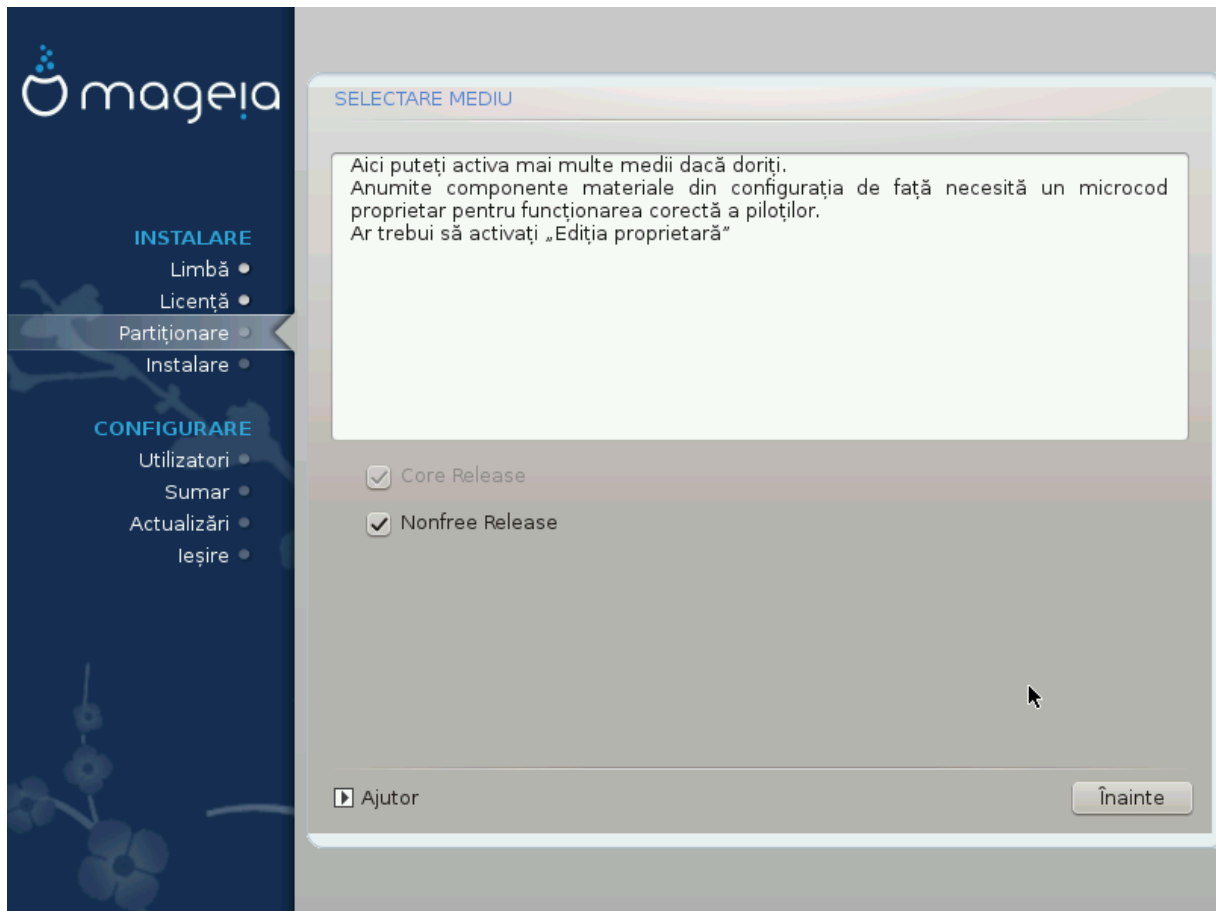 mageia
INSTALARE
Limbă
Licență
Partiționare
Instalare
CONFIGURARE
Utilizatori
Sumar
Actualizări
Ieșire
SELECTARE MEDIU
Aici puteți activa mai multe medii dacă doriți.
Anumite componente materiale din configurația de față necesită un microcod
proprietar pentru funcționarea corectă a piloților.
Ar trebui să activați „Ediția proprietară”
Core Release
Nonfree Release
Ajutor
Înainte